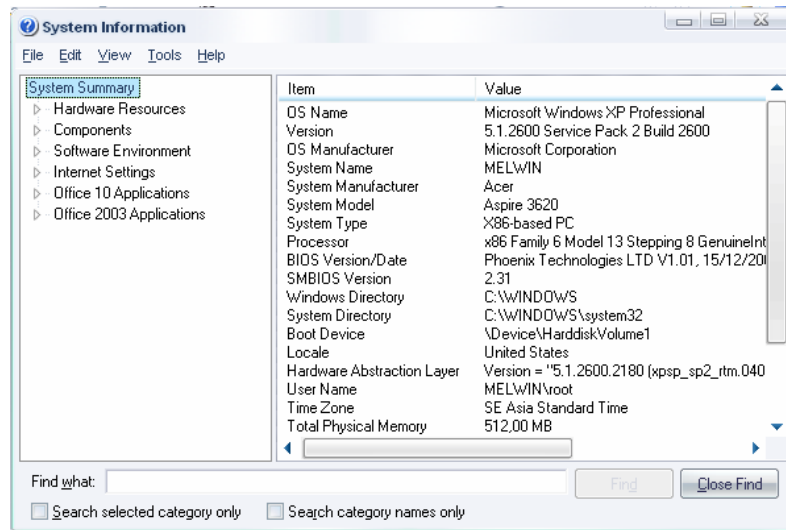 System Information
File Edit View Tools Help
System Summary
Hardware Resources
Components
Software Environment
Internet Settings
Office 10 Applications
Office 2003 Applications
Item Value
OS Name Microsoft Windows XP Professional
Version 5.1.2600 Service Pack 2 Build 2600
OS Manufacturer Microsoft Corporation
System Name MELWIN
System Manufacturer Acer
System Model Aspire 3620
System Type X86-based PC
Processor x86 Family 6 Model 13 Stepping 8 GenuineInt
BIOS Version/Date Phoenix Technologies LTD V1.01, 15/12/200
SMBIOS Version 2.31
Windows Directory C:\WINDOWS
System Directory C:\WINDOWS\system32
Boot Device \Device\HarddiskVolume1
Locale United States
Hardware Abstraction Layer Version = "5.1.2600.2180 (xpsp_sp2_rtm.040
User Name MELWIN\root
Time Zone SE Asia Standard Time
Total Physical Memory 512,00 MB
Find what: Find Close Find
Search selected category only Search category names only